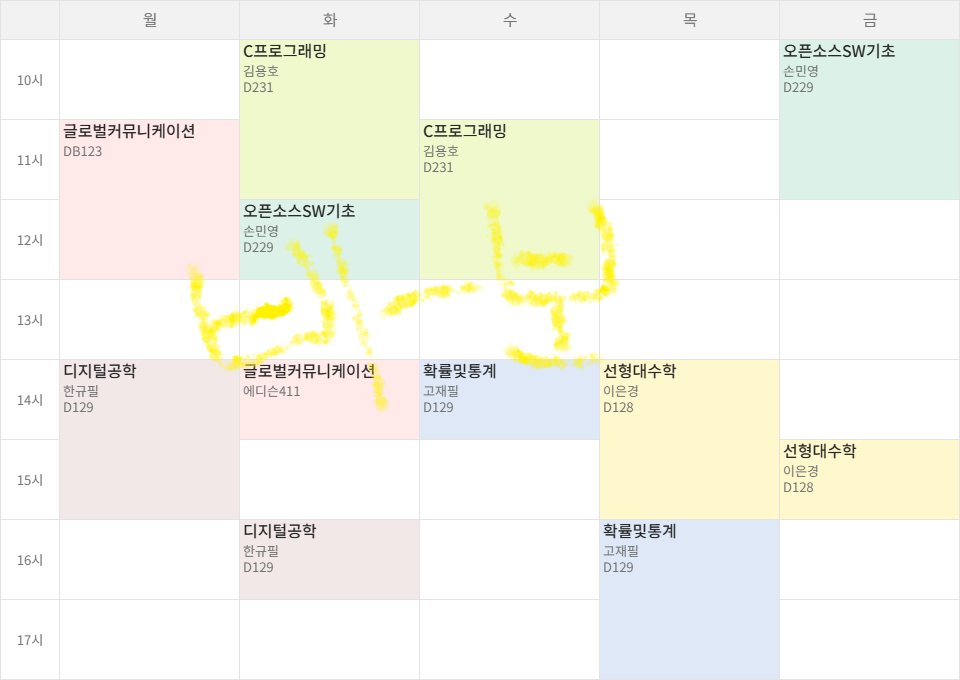 월 화 수 목 금
10시
C프로그래밍
김용호
D231
오픈소스SW기초
손민영
D229
11시
글로벌커뮤니케이션
DB123
C프로그래밍
김용호
D231
12시
오픈소스SW기초
손민영
D229
13시
14시
디지털공학
한규필
D129
글로벌커뮤니케이션
에디슨411
확률및통계
고재필
D129
선형대수학
이은경
D128
15시
선형대수학
이은경
D128
16시
디지털공학
한규필
D129
확률및통계
고재필
D129
17시